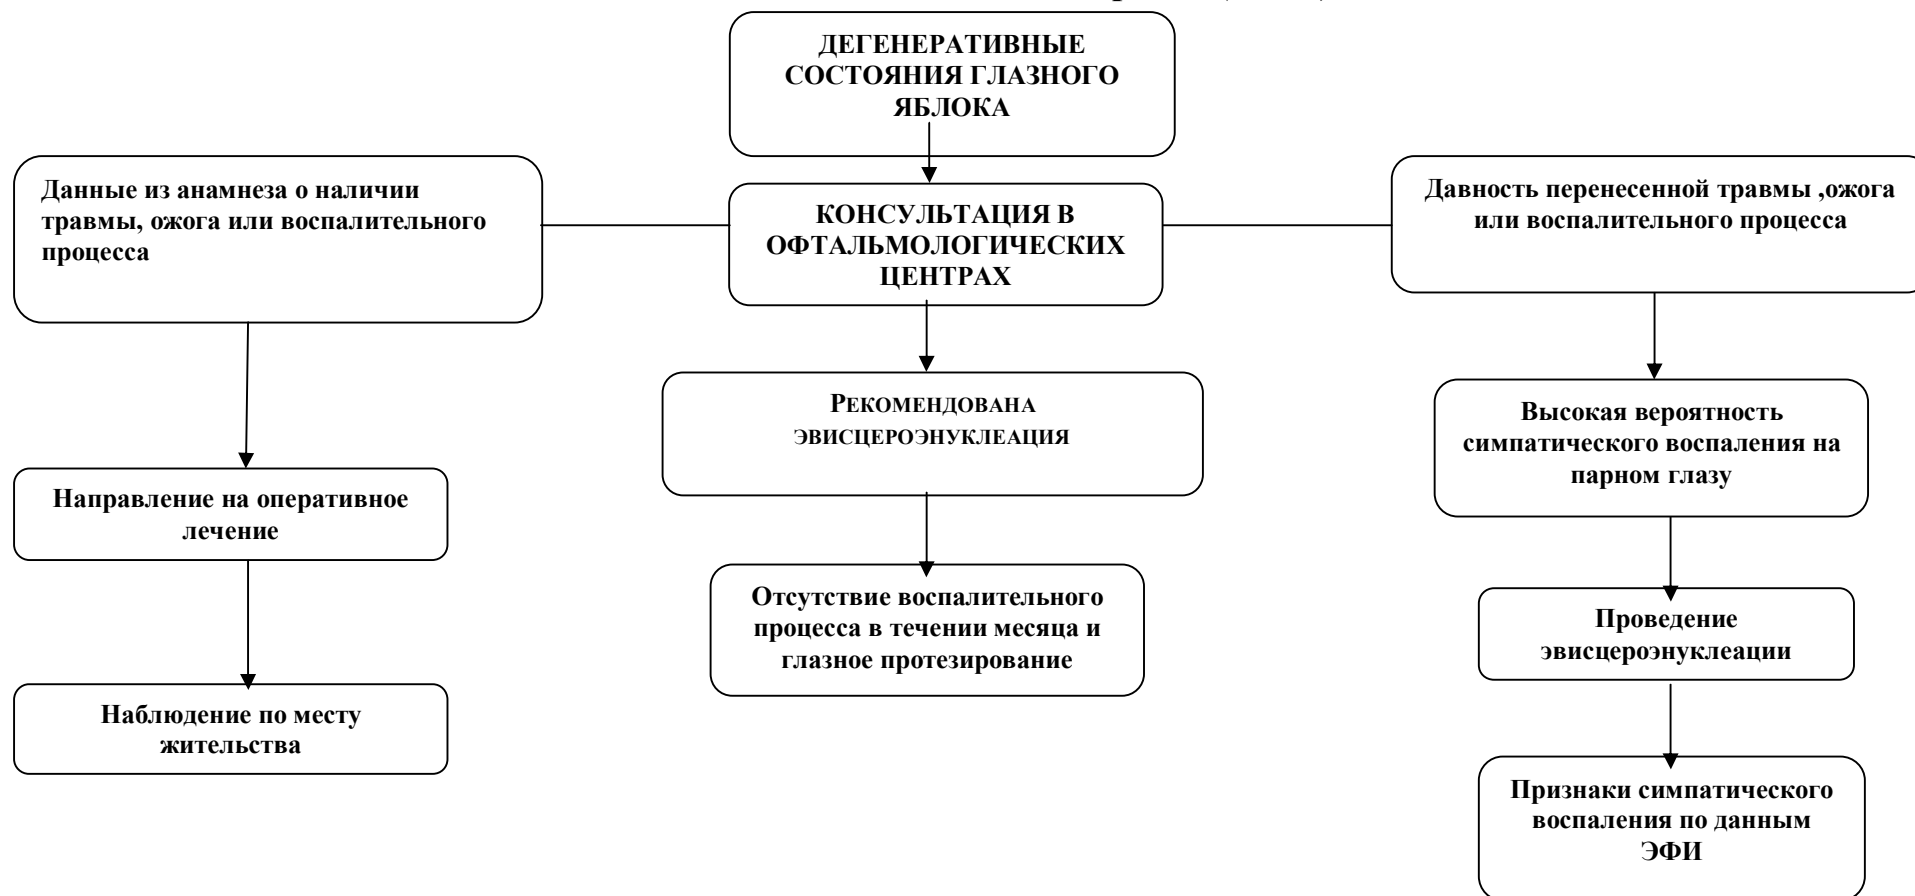 ДЕГЕНЕРАТИВНЫЕ
СОСТОЯНИЯ ГЛАЗНОГО
ЯБЛОКА
Данные из анамнеза о наличии
травмы, ожога или воспалительного
процесса
КОНСУЛЬТАЦИЯ В
ОФТАЛЬМОЛОГИЧЕСКИХ
ЦЕНТРАХ
Давность перенесенной травмы ,ожога
или воспалительного процесса
Рекомендована
эвисцероэнуклеация
Высокая вероятность
симпатического воспаления на
парном глазу
Направление на оперативное
лечение
Отсутствие воспалительного
процесса в течении месяца и
глазное протезирование
Проведение
эвисцероэнуклеации
Наблюдение по месту
жительства
Признаки симпатического
воспаления по данным
ЭФИ